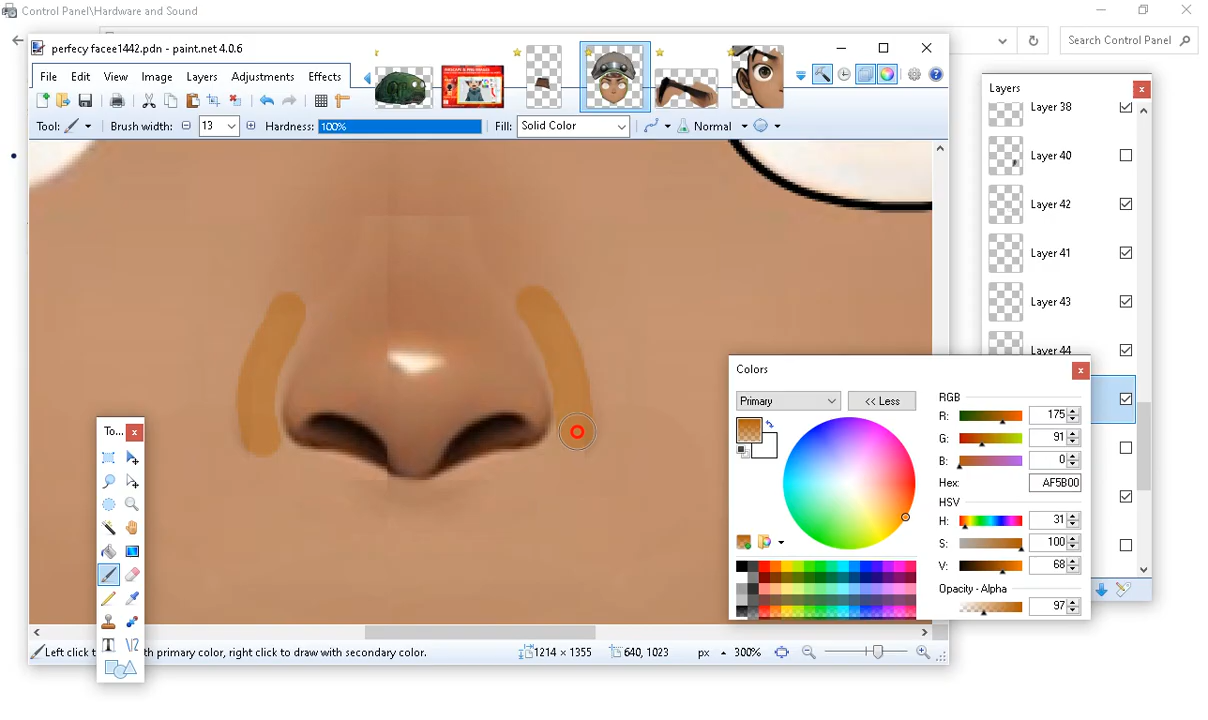 Control Panel\Hardware and Sound
perfecy facee1442.pdn - paint.net 4.0.6
Search Control Panel
File Edit View Image Layers Adjustments Effects
Tool: Brush width: 13 Hardness: 100% Fill: Solid Color Normal
Layers
Layer 38
Layer 40
Layer 42
Layer 41
Layer 43
Layer 44
Colors
Primary
<< Less
RGB
R: 175
G: 91
B: 0
Hex: AF5B00
HSV
H: 31
S: 100
V: 68
Opacity - Alpha
97
To...
Left click t
th primary color, right click to draw with secondary color.
1214 × 1355
640, 1023
px
300%